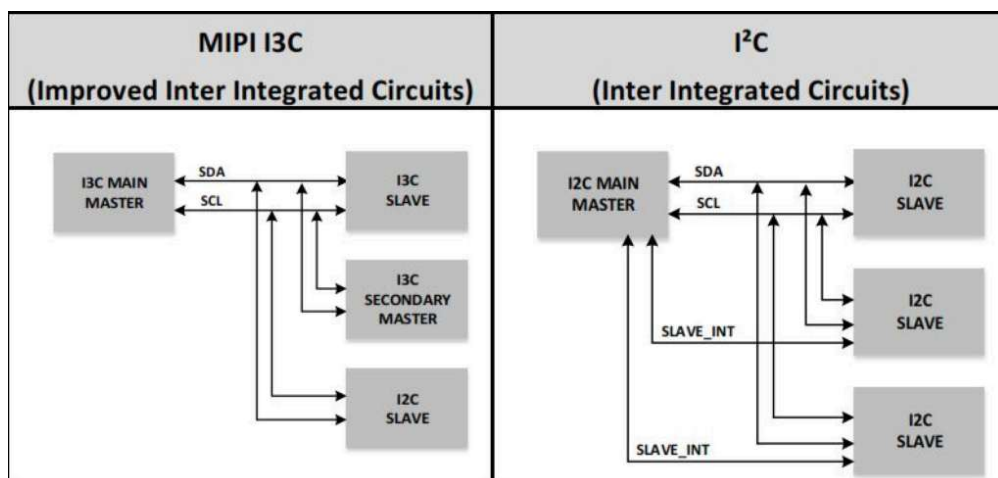 MIPI I3C
(Improved Inter Integrated Circuits)
I²C
(Inter Integrated Circuits)
I3C MAIN
MASTER
SDA
SCL
I3C
SLAVE
I3C
SECONDARY
MASTER
I2C
SLAVE
I2C MAIN
MASTER
SDA
SCL
I2C
SLAVE
I2C
SLAVE
SLAVE_INT
I2C
SLAVE
SLAVE_INT